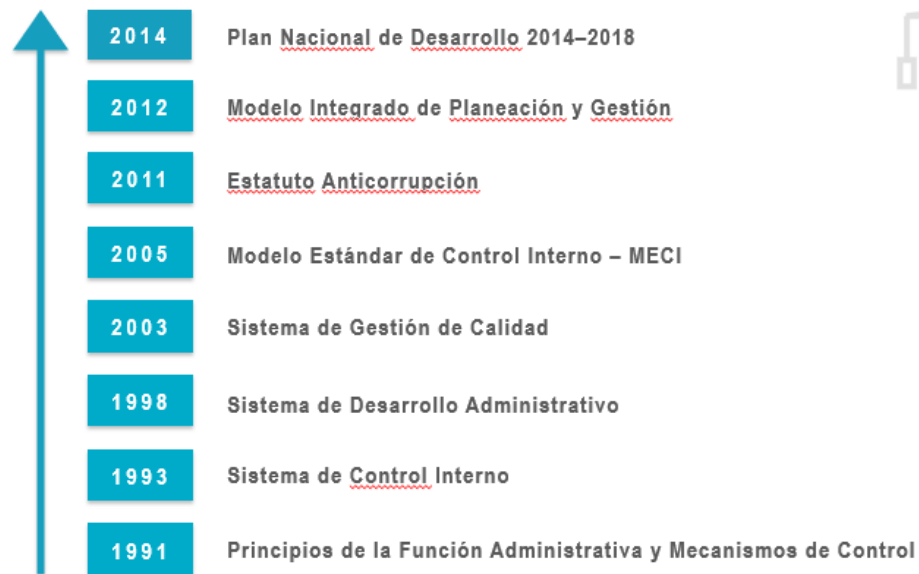 2014 Plan Nacional de Desarrollo 2014–2018
2012 Modelo Integrado de Planeación y Gestión
2011 Estatuto Anticorrupción
2005 Modelo Estándar de Control Interno – MECI
2003 Sistema de Gestión de Calidad
1998 Sistema de Desarrollo Administrativo
1993 Sistema de Control Interno
1991 Principios de la Función Administrativa y Mecanismos de Control